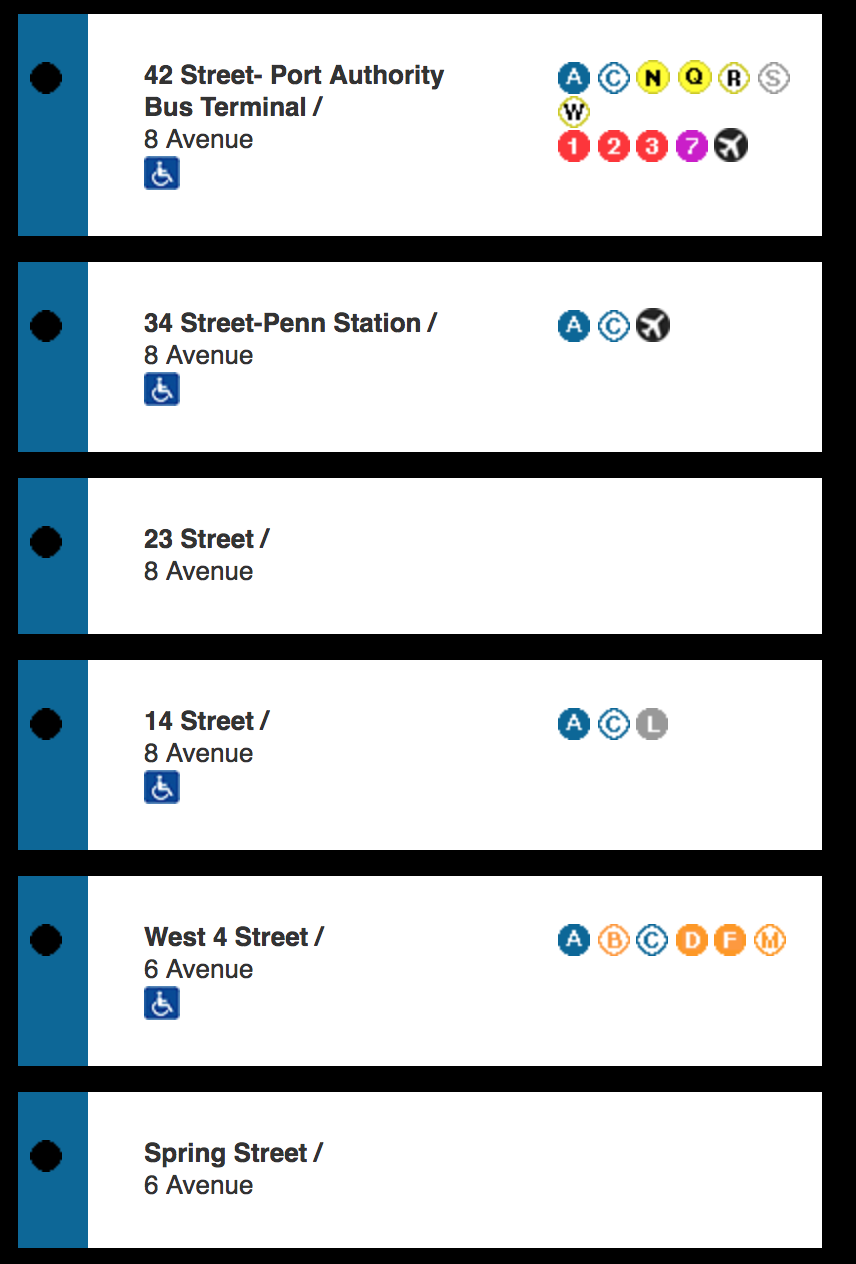 42 Street- Port Authority
Bus Terminal /
8 Avenue
A C N Q R S
W
1 2 3 7
34 Street-Penn Station /
8 Avenue
A C
23 Street /
8 Avenue
14 Street /
8 Avenue
A C L
West 4 Street /
6 Avenue
A B C D F M
Spring Street /
6 Avenue